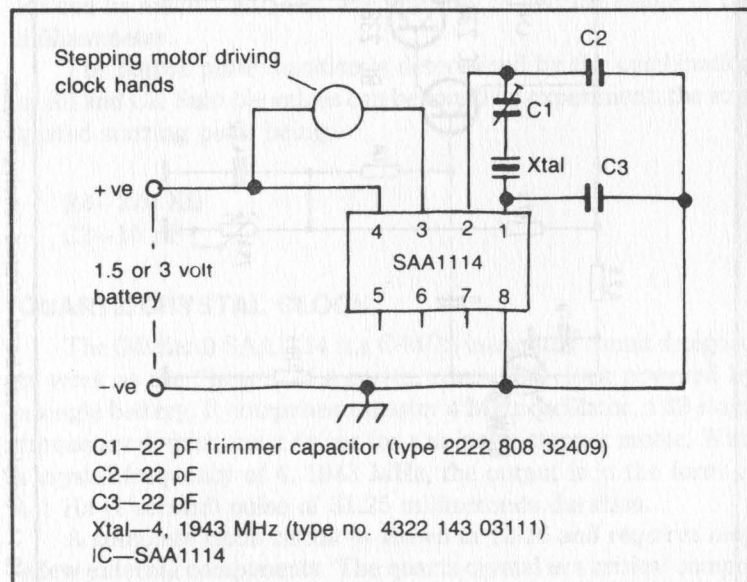 Stepping motor driving
clock hands
C2
C1
Xtal
C3
+ve
4 3 2 1
SAA1114
5 6 7 8
1.5 or 3 volt
battery
-ve
C1—22 pF trimmer capacitor (type 2222 808 32409)
C2—22 pF
C3—22 pF
Xtal—4, 1943 MHz (type no. 4322 143 03111)
IC—SAA1114